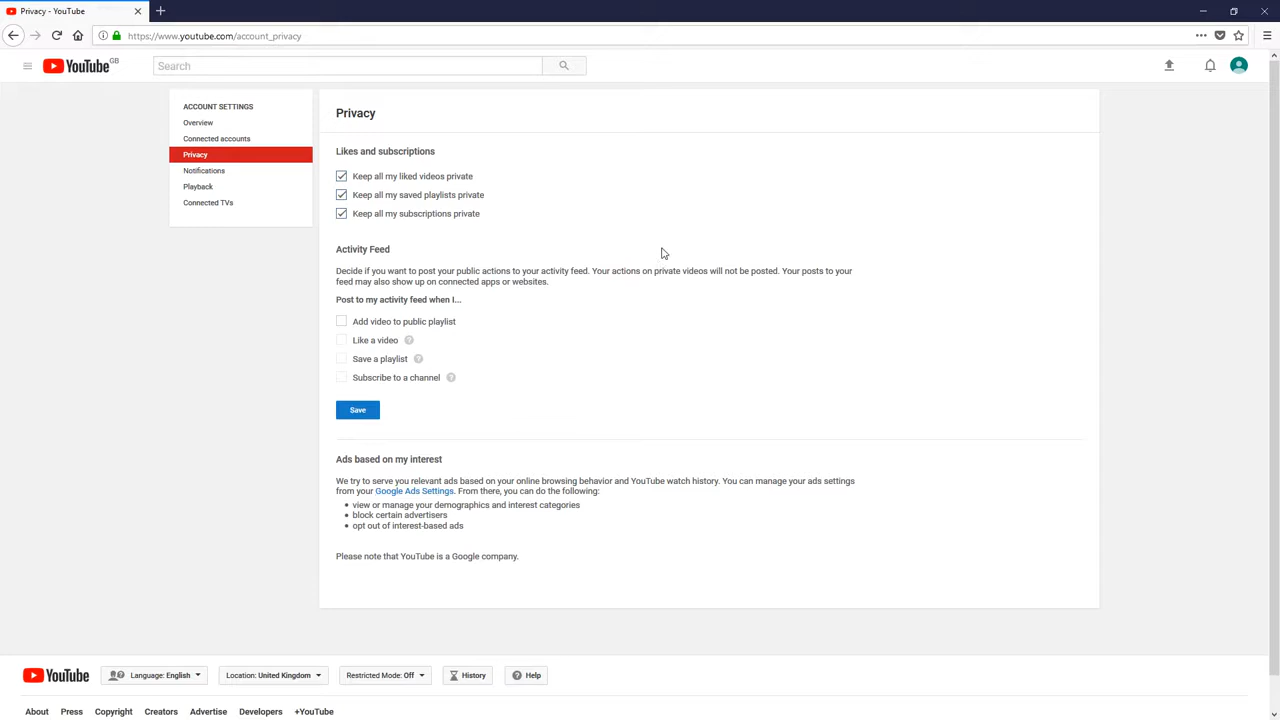 Privacy - YouTube
https://www.youtube.com/account_privacy
YouTube GB
Search
ACCOUNT SETTINGS
Overview
Connected accounts
Privacy
Notifications
Playback
Connected TVs
Privacy
Likes and subscriptions
Keep all my liked videos private
Keep all my saved playlists private
Keep all my subscriptions private
Activity Feed
Decide if you want to post your public actions to your activity feed. Your actions on private videos will not be posted. Your posts to your
feed may also show up on connected apps or websites.
Post to my activity feed when I...
Add video to public playlist
Like a video ?
Save a playlist ?
Subscribe to a channel ?
Save
Ads based on my interest
We try to serve you relevant ads based on your online browsing behavior and YouTube watch history. You can manage your ads settings
from your Google Ads Settings. From there, you can do the following:
• view or manage your demographics and interest categories
• block certain advertisers
• opt out of interest-based ads
Please note that YouTube is a Google company.
YouTube Language: English Location: United Kingdom Restricted Mode: Off History Help
About Press Copyright Creators Advertise Developers +YouTube